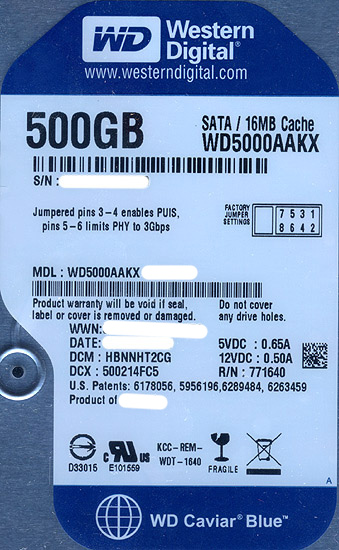 WD Western Digital®
www.westerndigital.com
500GB
SATA / 16MB Cache
WD5000AAKX
S/N :
Jumpered pins 3-4 enables PUIS,
pins 5-6 limits PHY to 3Gbps
FACTORY JUMPER SETTINGS
7 5 3 1
8 6 4 2
MDL : WD5000AAKX
Product warranty will be void if seal,
label or cover is removed or damaged.
Do not cover
any drive holes.
WWN:
DATE:
DCM : HBNNHT2CG
DCX : 500214FC5
5VDC : 0.65A
12VDC : 0.50A
R/N : 771640
U.S. Patents: 6178056, 5956196,6289484, 6263459
Product of
D33015
c RU US
E101559
KCC-REM-
WDT-1640
FRAGILE
A
WD Caviar® Blue™